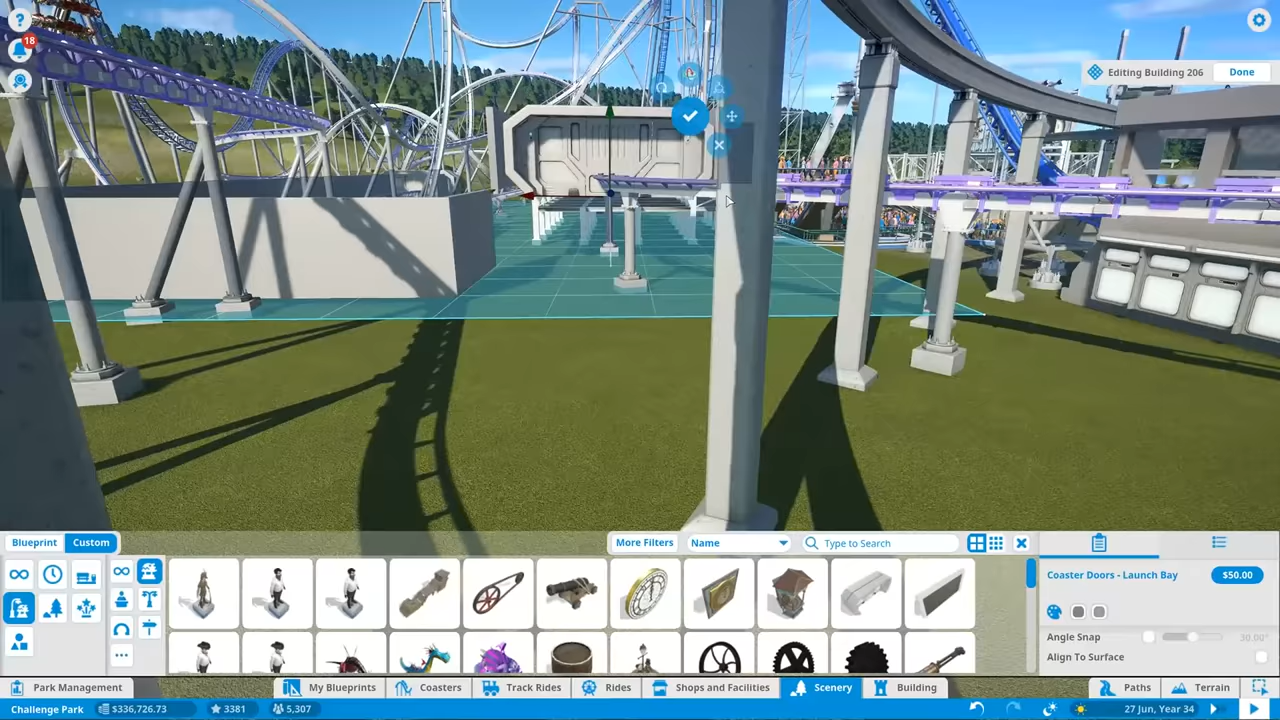 ?
18
Editing Building 206
Done
Blueprint
Custom
More Filters
Name
Type to Search
Coaster Doors - Launch Bay
$50.00
Angle Snap
30.00°
Align To Surface
Park Management
My Blueprints
Coasters
Track Rides
Rides
Shops and Facilities
Scenery
Building
Paths
Terrain
Challenge Park
$336,726.73
3381
5,307
27 Jun, Year 34